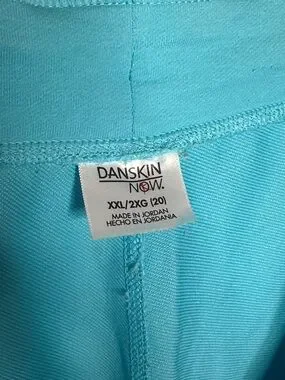 DANSKIN
NOW.
XXL/2XG (20)
MADE IN JORDAN
HECHO EN JORDANIA